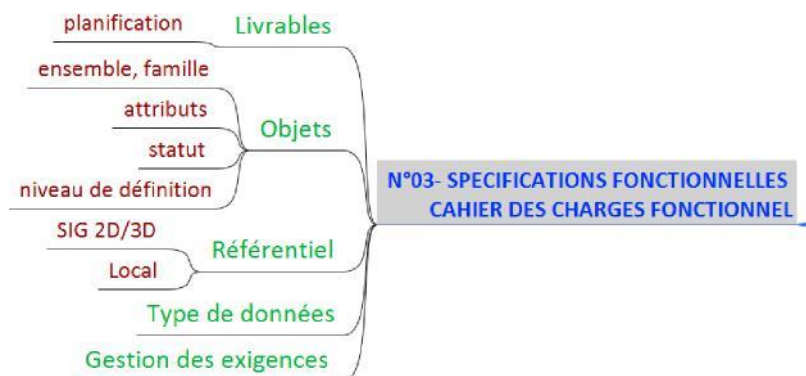 planification
Livrables
ensemble, famille
attributs
Objets
statut
niveau de définition
N°03- SPECIFICATIONS FONCTIONNELLES
CAHIER DES CHARGES FONCTIONNEL
SIG 2D/3D
Référentiel
Local
Type de données
Gestion des exigences